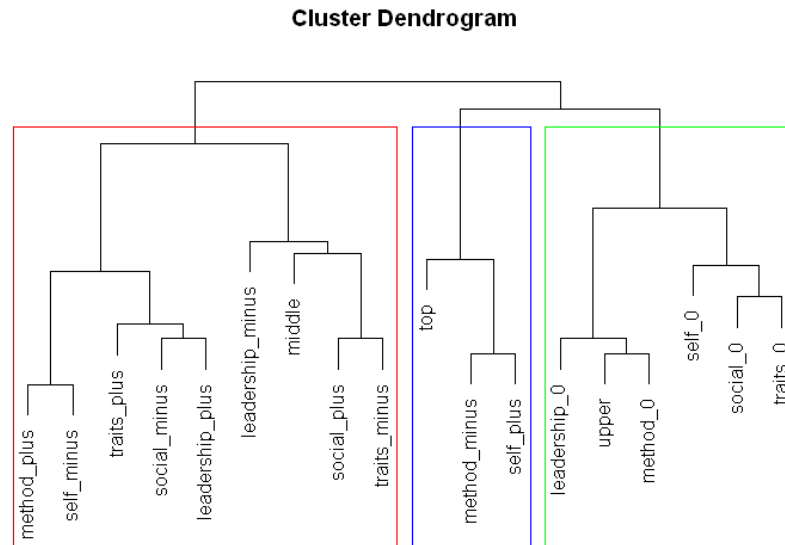 Cluster Dendrogram
method_plus
self_minus
traits_plus
social_minus
leadership_plus
leadership_minus
middle
social_plus
traits_minus
top
method_minus
self_plus
leadership_0
upper
method_0
self_0
social_0
traits_0